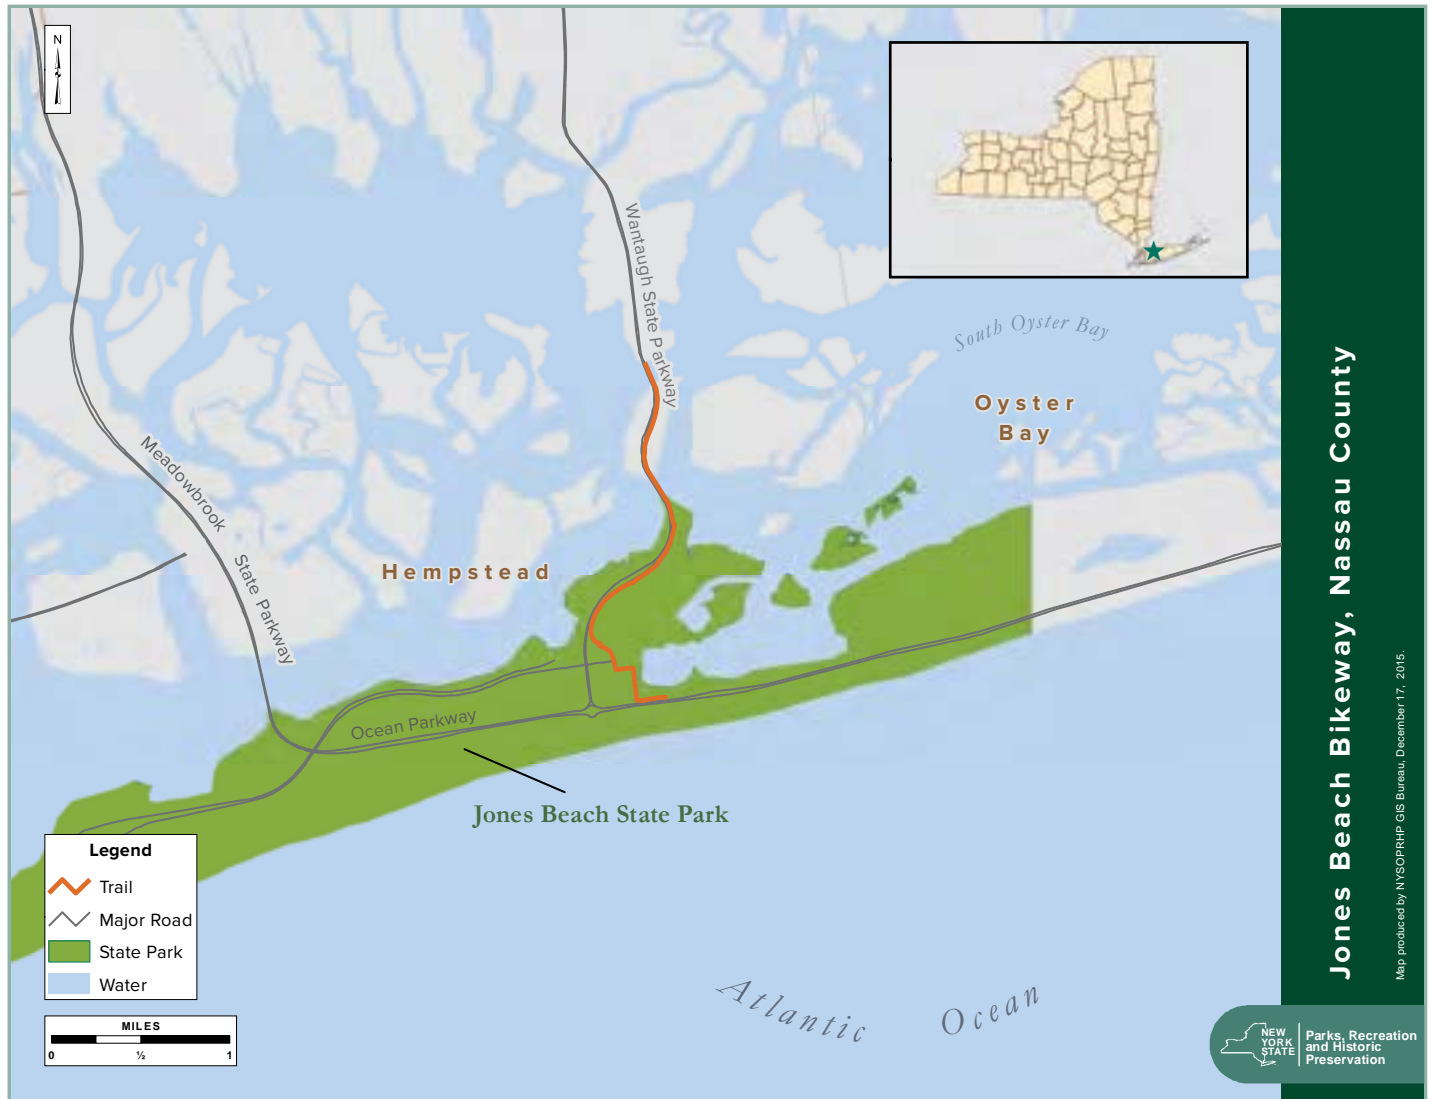 N
Wantaugh State Parkway
South Oyster Bay
Oyster
Bay
Meadowbrook State Parkway
Hempstead
Ocean Parkway
Jones Beach State Park
Legend
Trail
Major Road
State Park
Water
MILES
0 ½ 1
Atlantic Ocean
Jones Beach Bikeway, Nassau County
Map produced by NYSOPRHP GIS Bureau, December 17, 2015.
NEW
YORK
STATE
Parks, Recreation
and Historic
Preservation